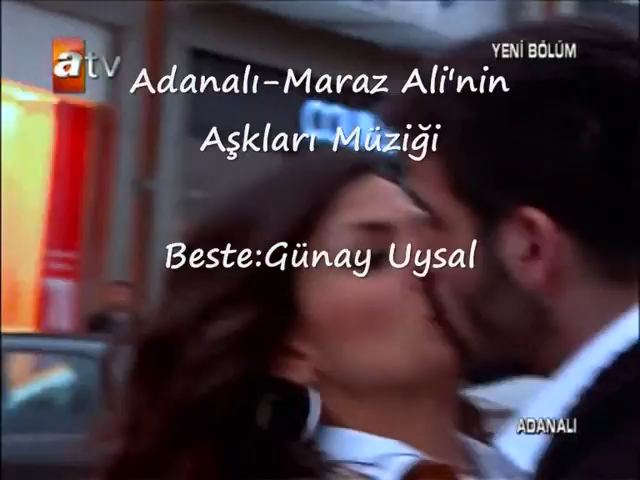 atv
YENİ BÖLÜM
Adanalı-Maraz Ali'nin
Aşkları Müziği
Beste:Günay Uysal
ADANALI